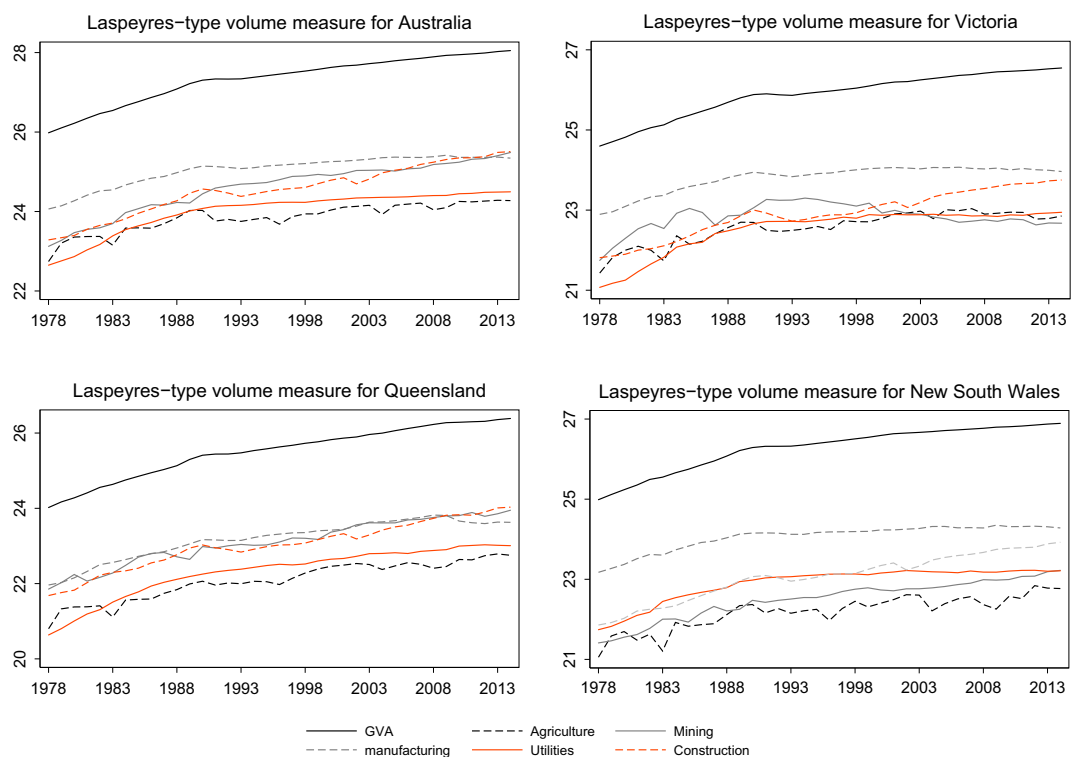 Laspeyres−type volume measure for Australia
28
26
24
22
1978 1983 1988 1993 1998 2003 2008 2013
Laspeyres−type volume measure for Victoria
27
25
23
21
1978 1983 1988 1993 1998 2003 2008 2013
Laspeyres−type volume measure for Queensland
26
24
22
20
1978 1983 1988 1993 1998 2003 2008 2013
Laspeyres−type volume measure for New South Wales
27
25
23
21
1978 1983 1988 1993 1998 2003 2008 2013
GVA Agriculture Mining
manufacturing Utilities Construction